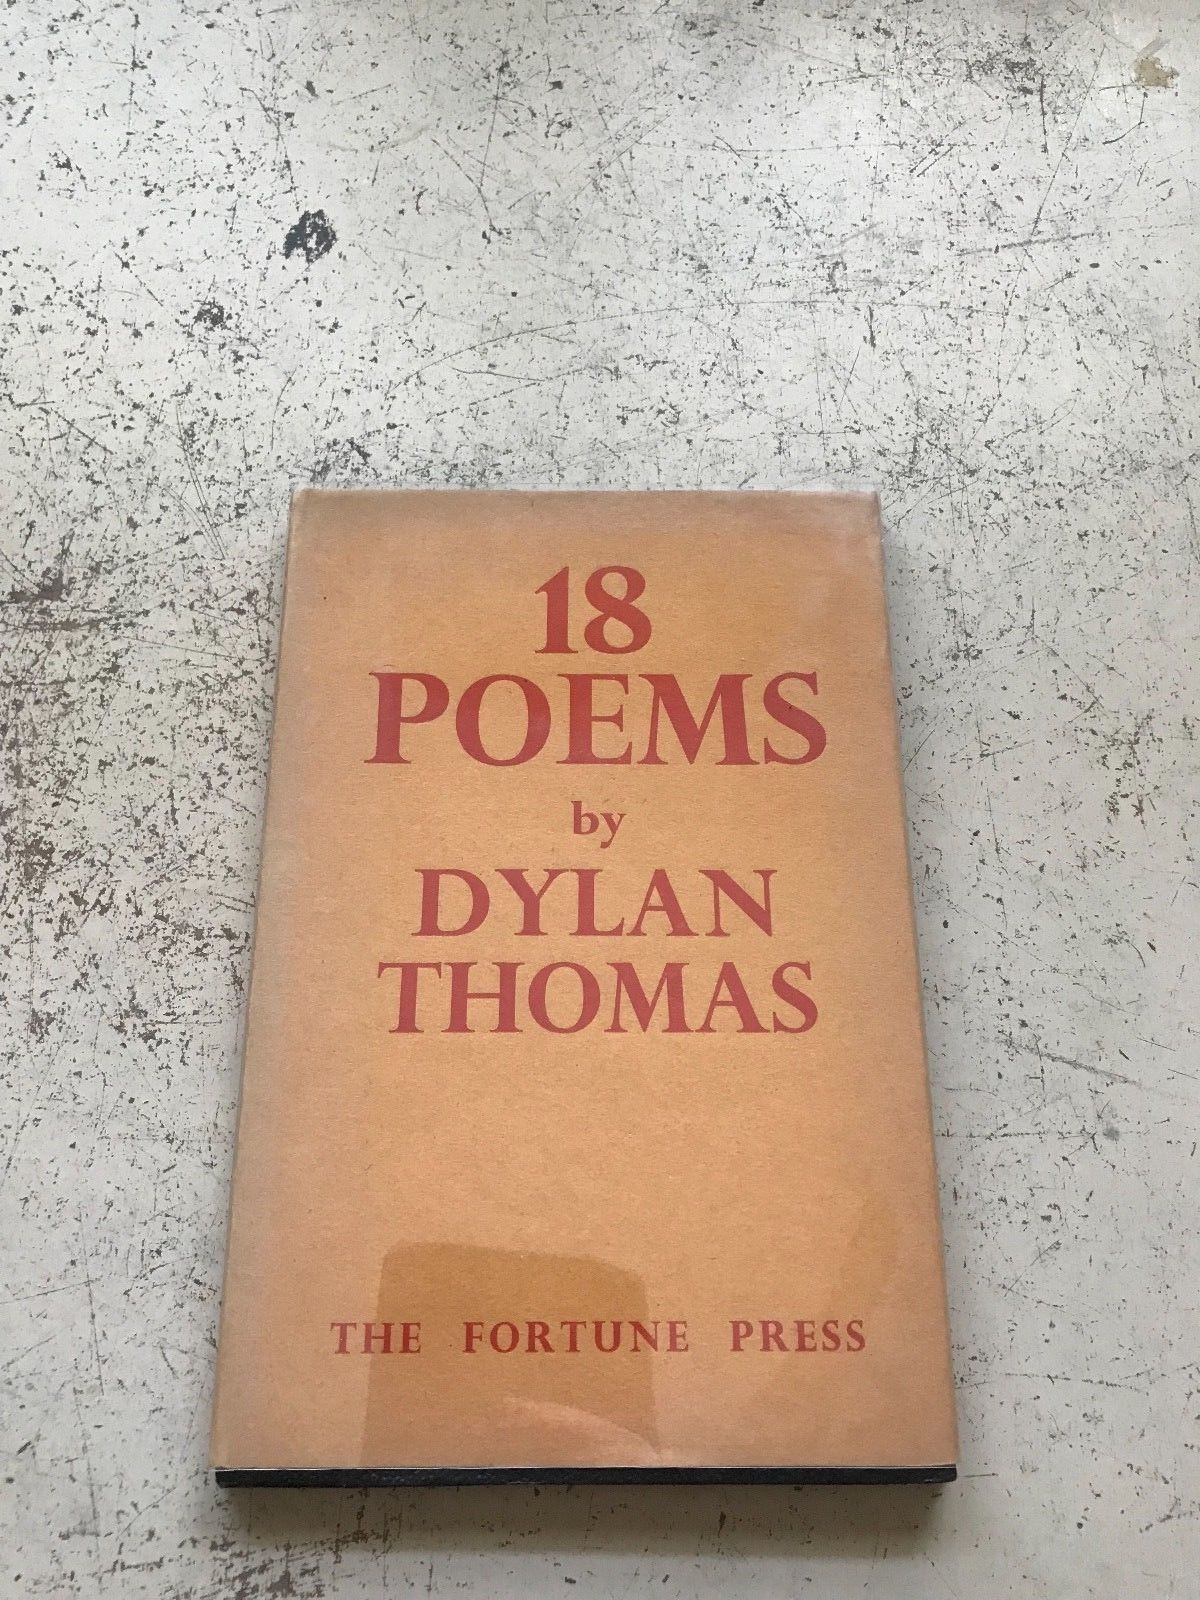 18
POEMS
by
DYLAN
THOMAS
THE FORTUNE PRESS